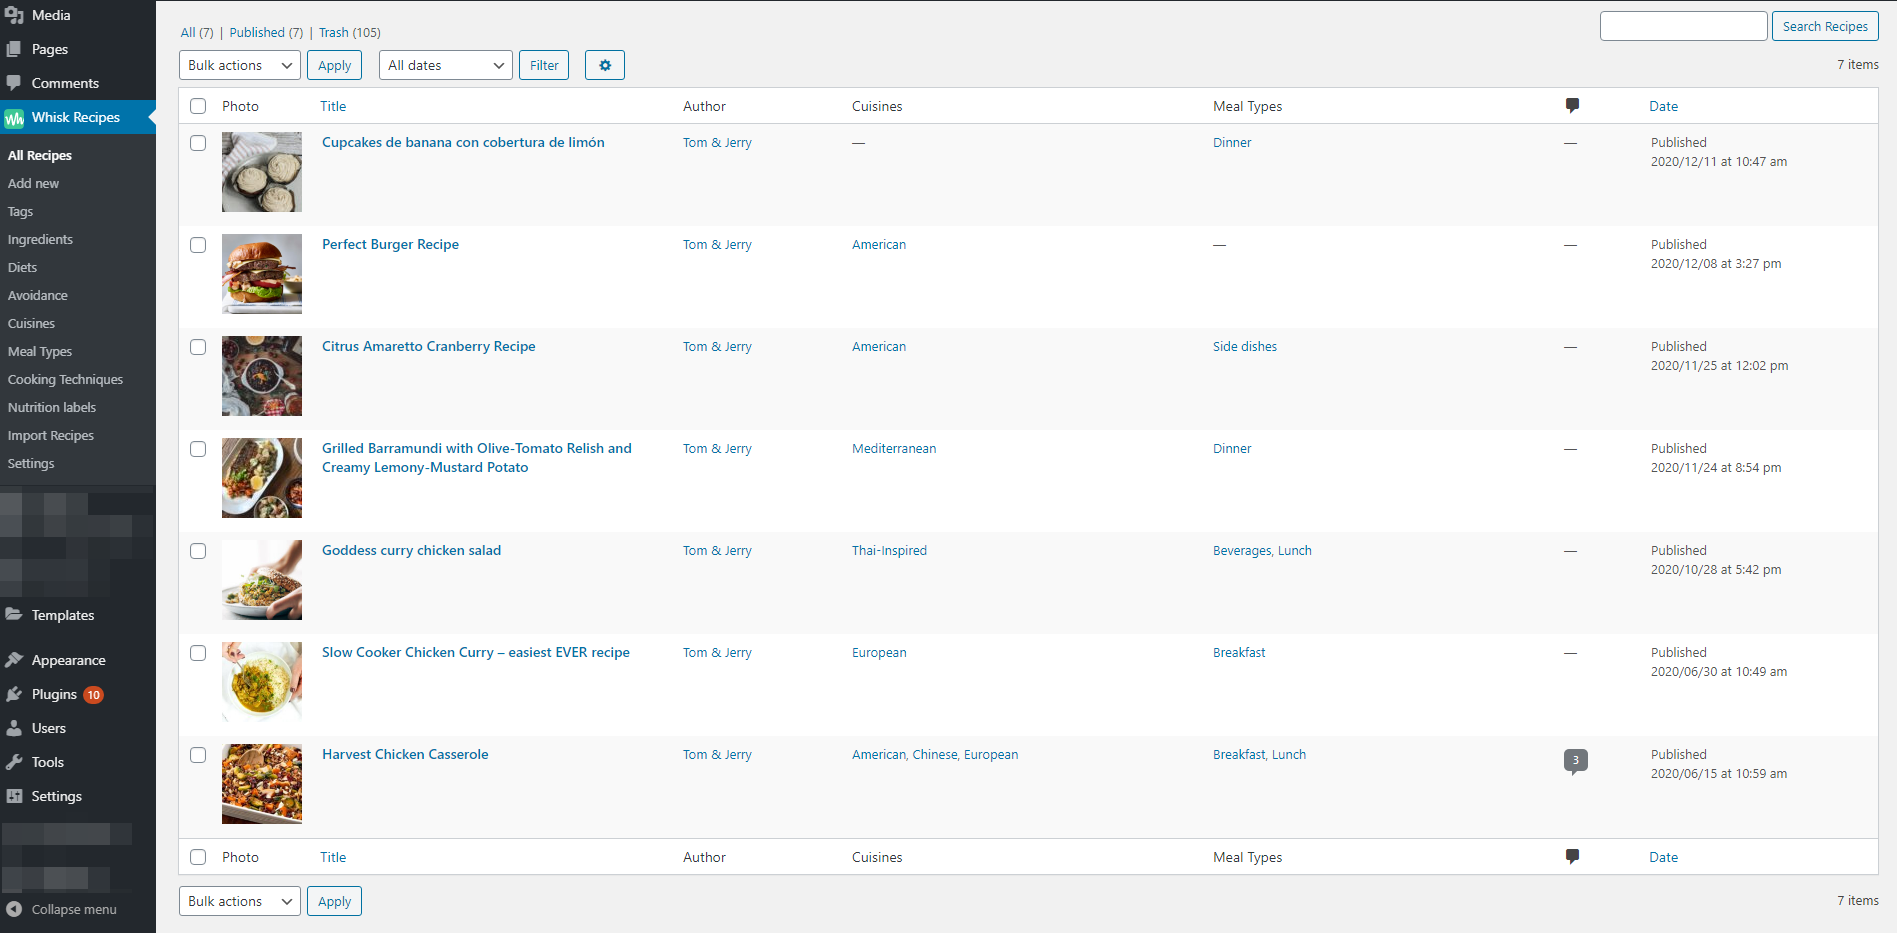 Media
Pages
Comments
Whisk Recipes
All Recipes
Add new
Tags
Ingredients
Diets
Avoidance
Cuisines
Meal Types
Cooking Techniques
Nutrition labels
Import Recipes
Settings
Templates
Appearance
Plugins 10
Users
Tools
Settings
Collapse menu
All (7) | Published (7) | Trash (105)
Search Recipes
Bulk actions Apply All dates Filter
7 items
Photo Title Author Cuisines Meal Types Date
Cupcakes de banana con cobertura de limón Tom & Jerry — Dinner — Published
2020/12/11 at 10:47 am
Perfect Burger Recipe Tom & Jerry American — — Published
2020/12/08 at 3:27 pm
Citrus Amaretto Cranberry Recipe Tom & Jerry American Side dishes — Published
2020/11/25 at 12:02 pm
Grilled Barramundi with Olive-Tomato Relish and Tom & Jerry Mediterranean Dinner — Published
Creamy Lemony-Mustard Potato 2020/11/24 at 8:54 pm
Goddess curry chicken salad Tom & Jerry Thai-Inspired Beverages, Lunch — Published
2020/10/28 at 5:42 pm
Slow Cooker Chicken Curry – easiest EVER recipe Tom & Jerry European Breakfast — Published
2020/06/30 at 10:49 am
Harvest Chicken Casserole Tom & Jerry American, Chinese, European Breakfast, Lunch 3 Published
2020/06/15 at 10:59 am
Photo Title Author Cuisines Meal Types Date
Bulk actions Apply
7 items